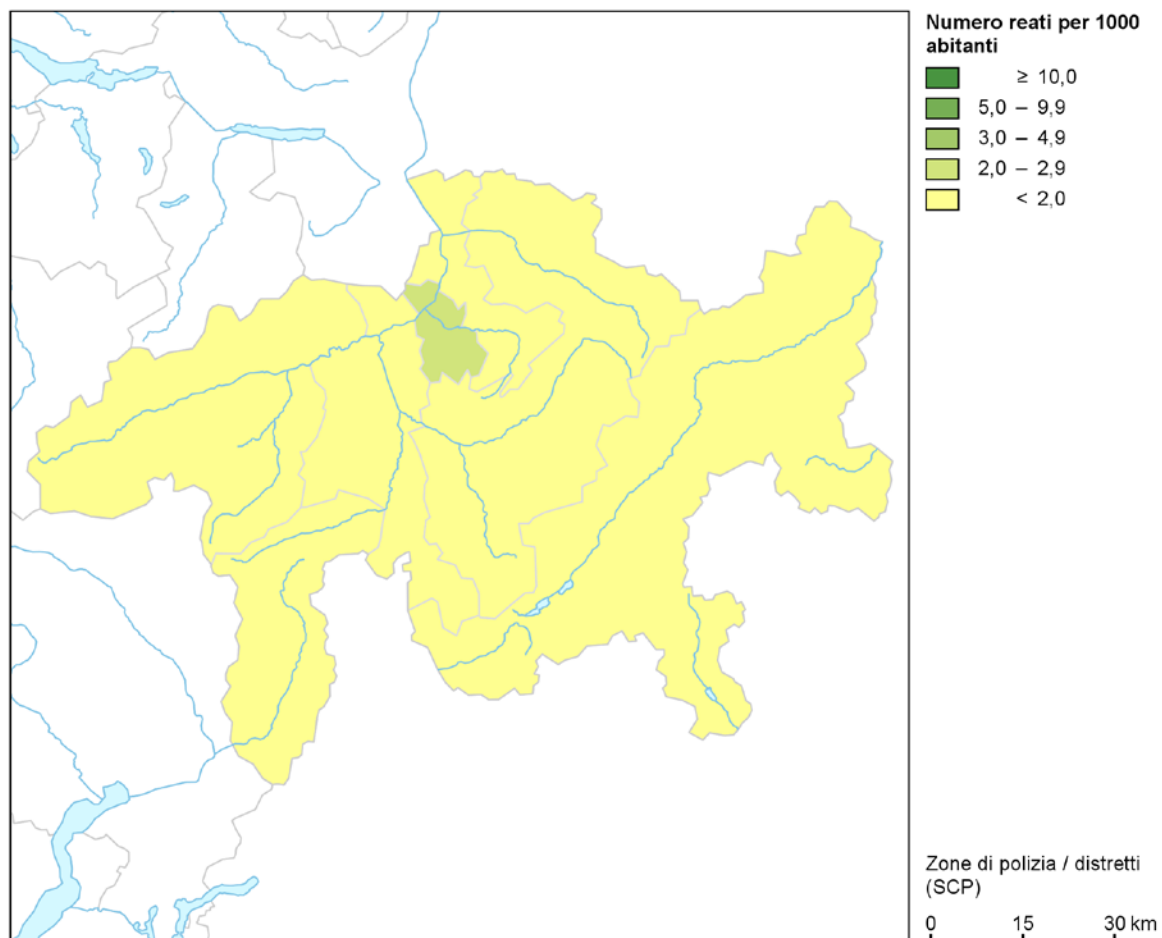 Numero reati per 1000
abitanti
≥ 10,0
5,0 – 9,9
3,0 – 4,9
2,0 – 2,9
< 2,0
Zone di polizia / distretti
(SCP)
0 15 30 km